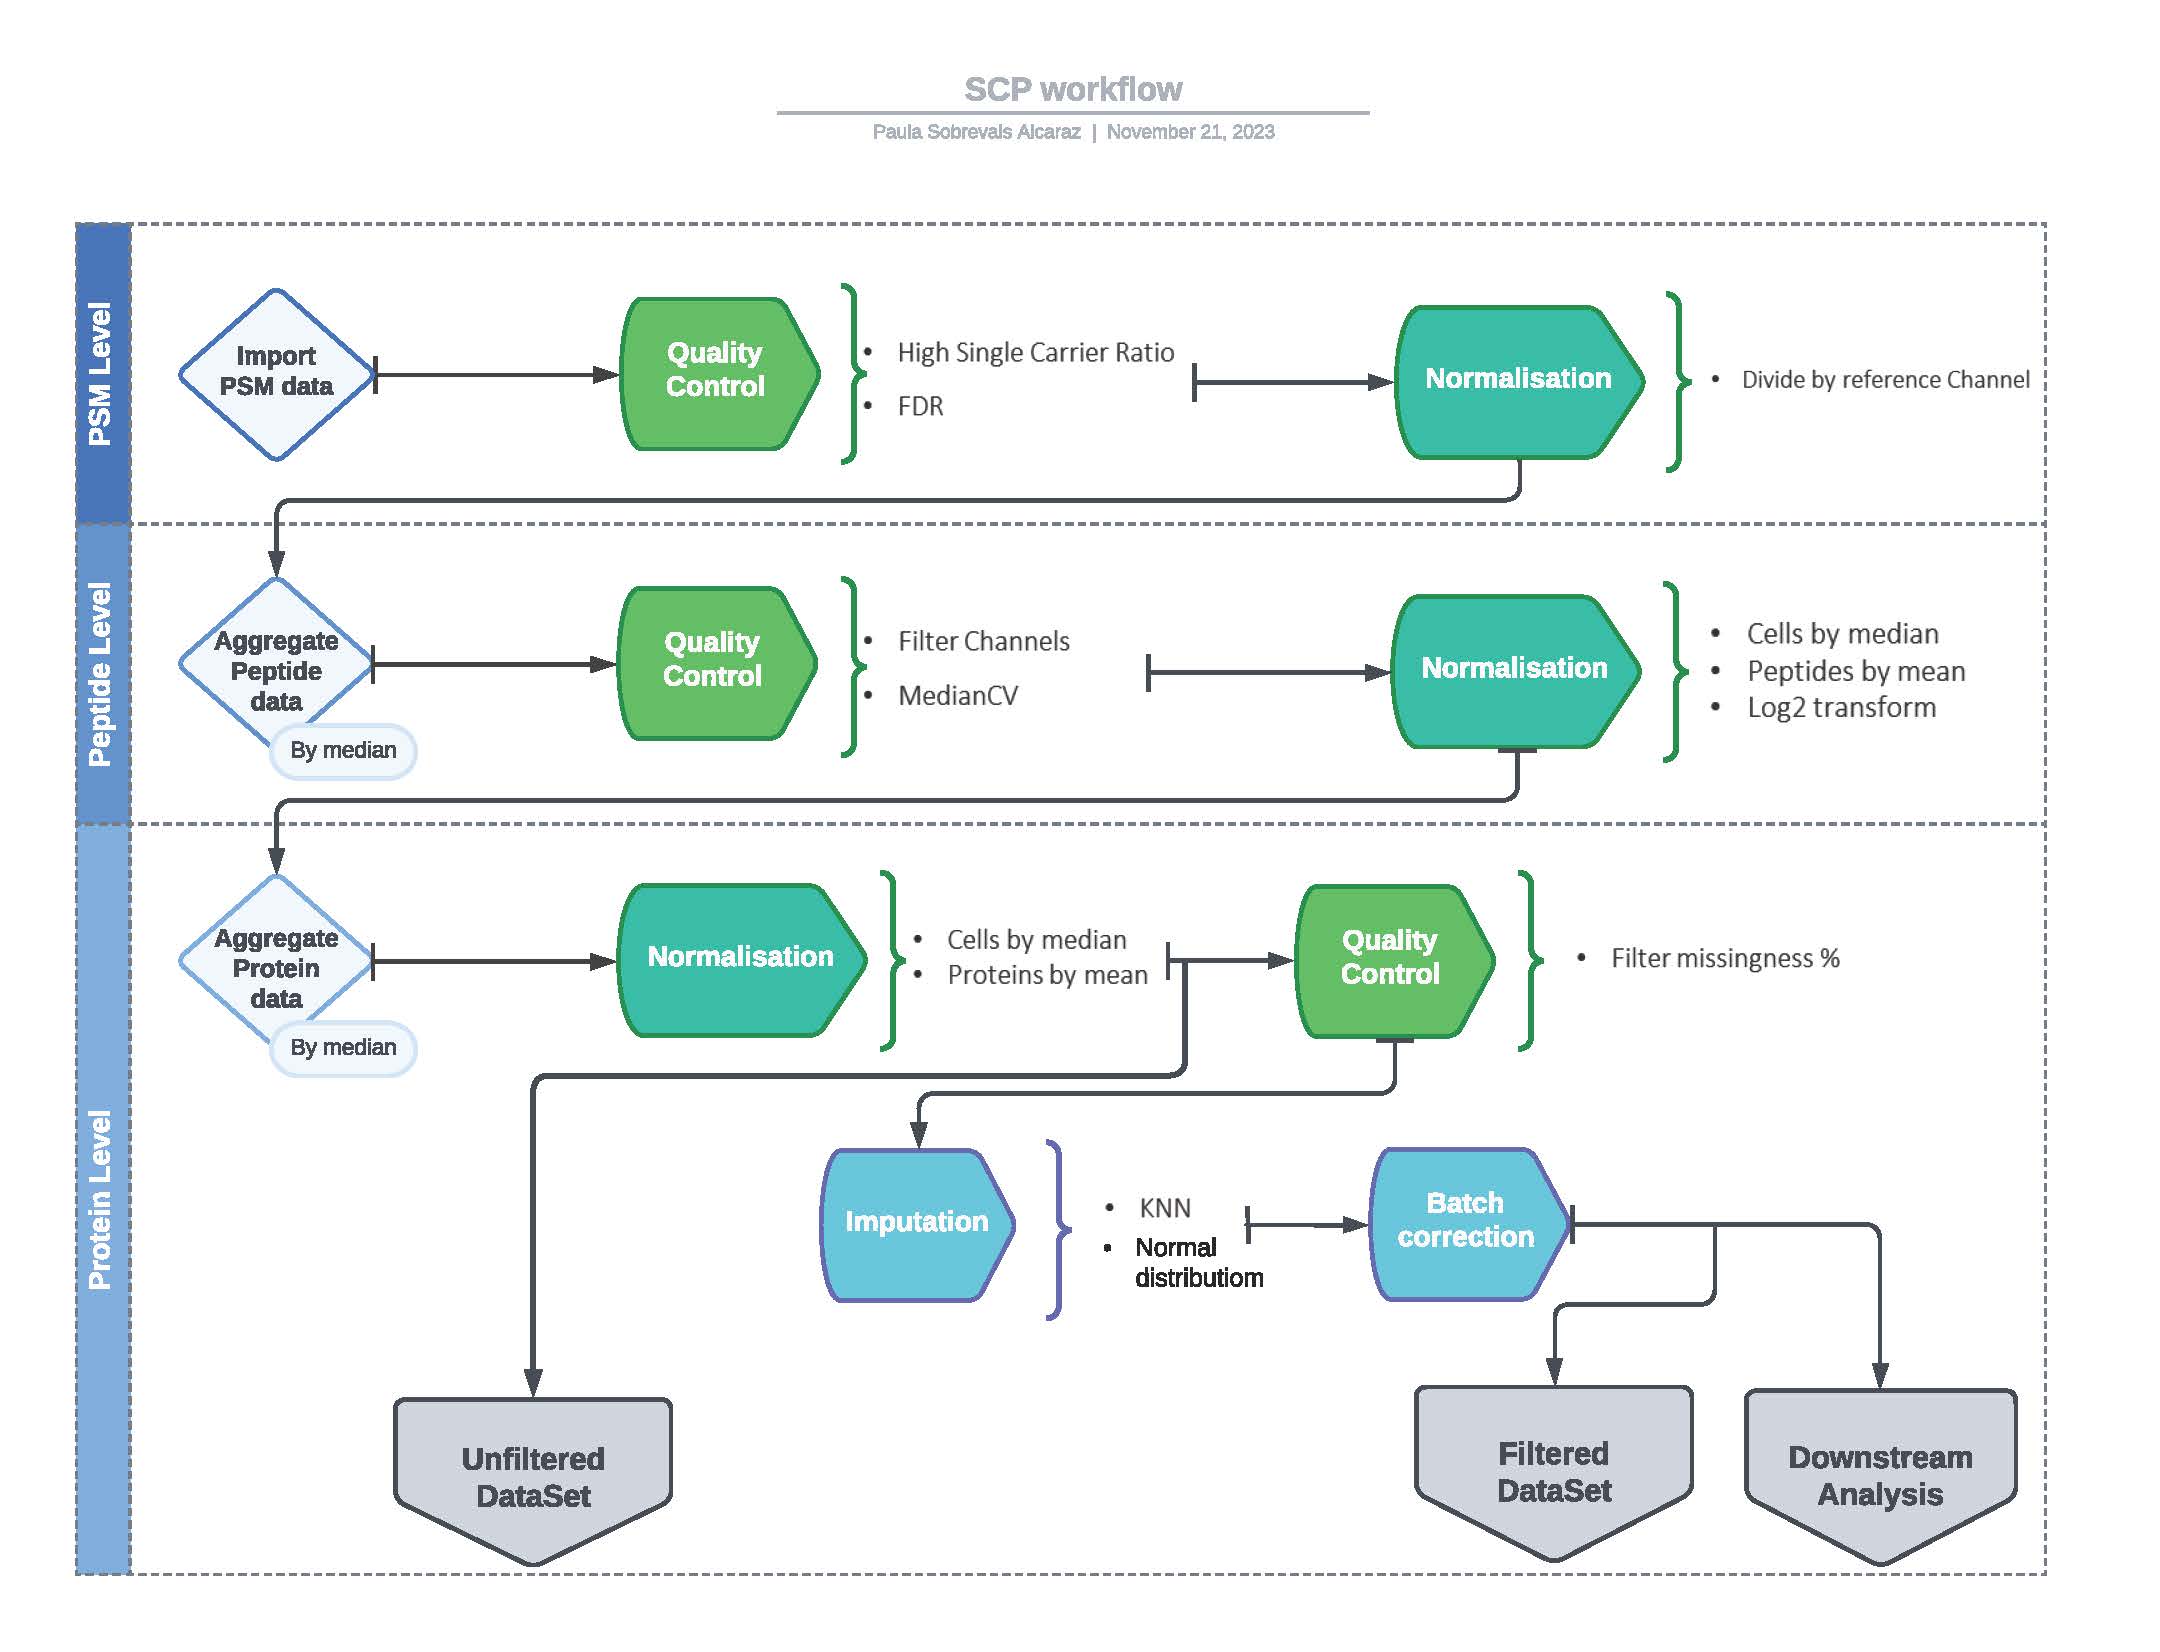 SCP workflow
Paula Sobrevals Alcaraz | November 21, 2023
PSM Level
Import
PSM data
Quality
Control
• High Single Carrier Ratio
• FDR
Normalisation
• Divide by reference Channel
Peptide Level
Aggregate
Peptide
data
By median
Quality
Control
• Filter Channels
• MedianCV
Normalisation
• Cells by median
• Peptides by mean
• Log2 transform
Protein Level
Aggregate
Protein
data
By median
Normalisation
• Cells by median
• Proteins by mean
Quality
Control
• Filter missingness %
Imputation
• KNN
• Normal
distributiom
Batch
correction
Unfiltered
DataSet
Filtered
DataSet
Downstream
Analysis